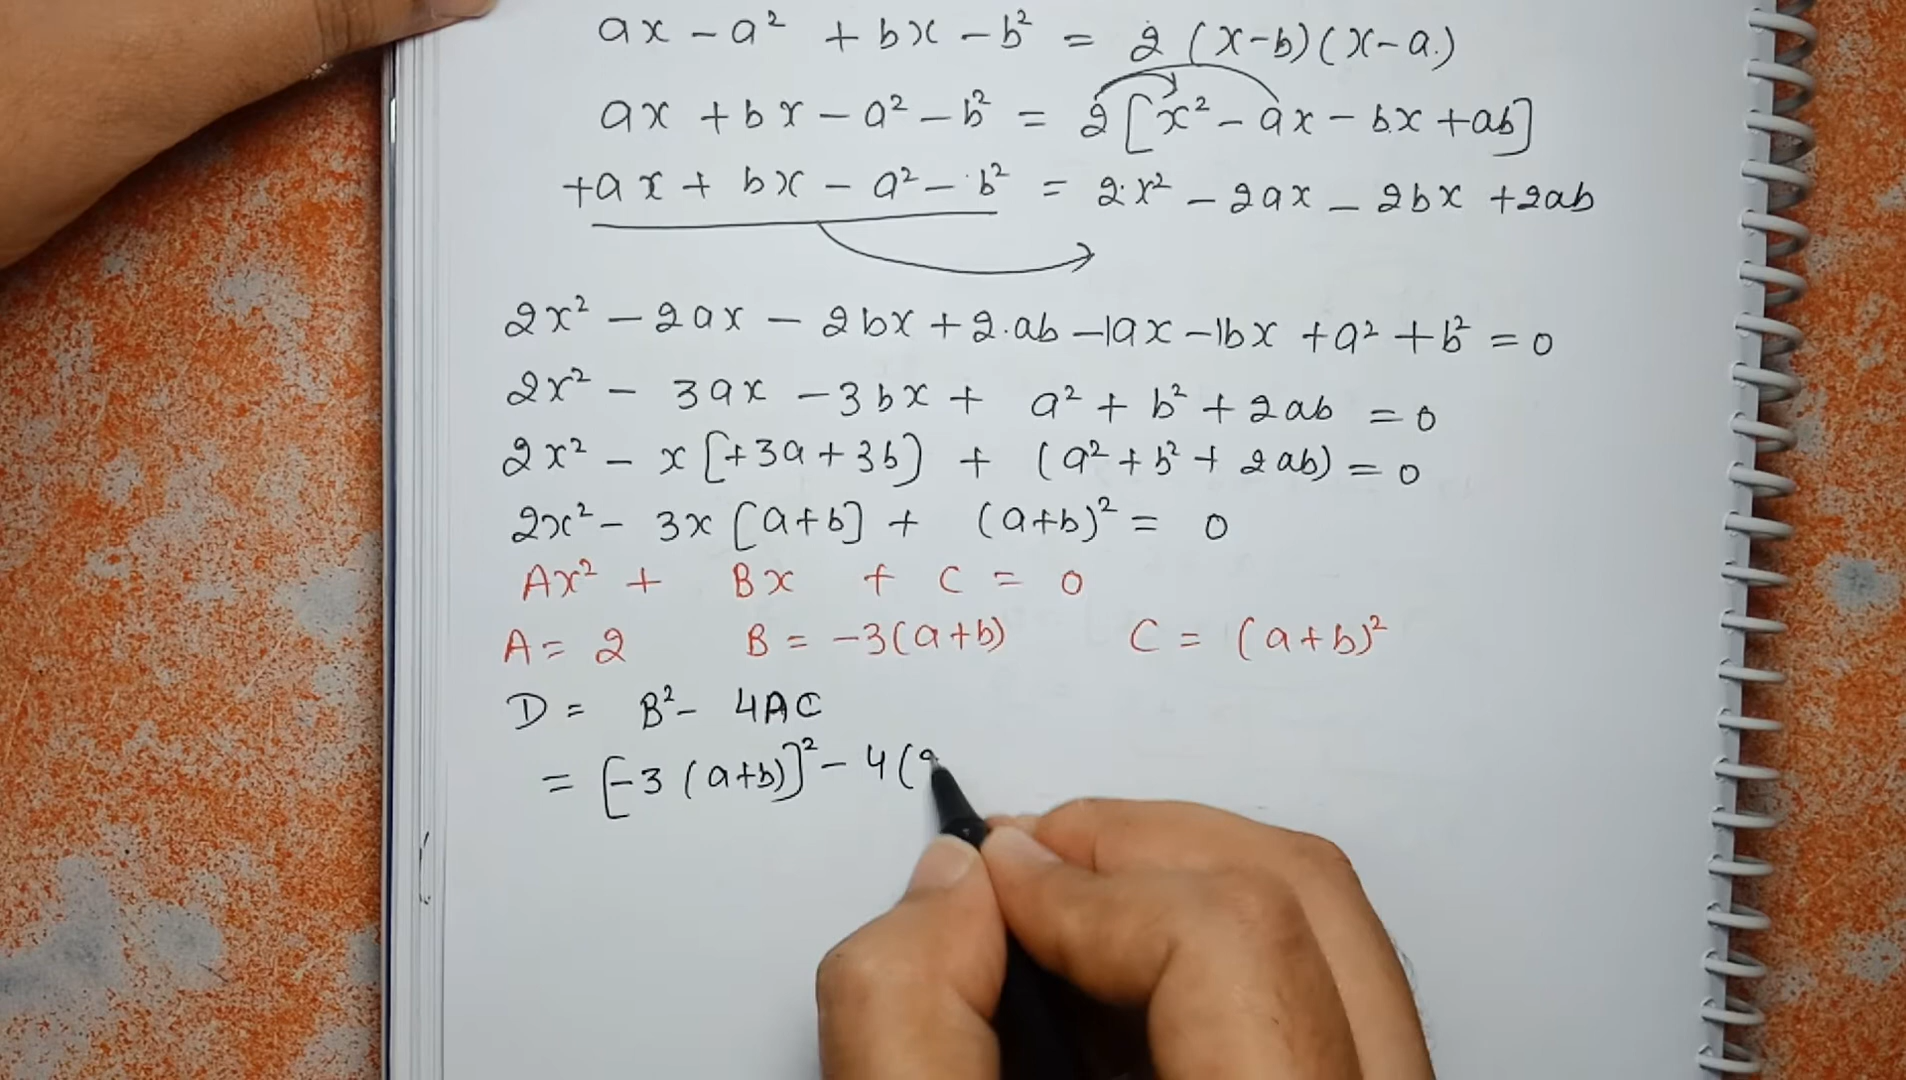 ax - a² + bx - b² = 2 (x-b)(x-a)
ax + bx - a² - b² = 2 [x² - ax - bx + ab]
+ax + bx - a² - b² = 2x² - 2ax - 2bx + 2ab
2x² - 2ax - 2bx + 2·ab - 1ax - 1bx + a² + b² = 0
2x² - 3ax - 3bx + a² + b² + 2ab = 0
2x² - x [+3a + 3b] + (a² + b² + 2ab) = 0
2x² - 3x [a+b] + (a+b)² = 0
Ax² + Bx + C = 0
A = 2 B = -3(a+b) C = (a+b)²
D = B² - 4AC
= [-3 (a+b)]² - 4 (